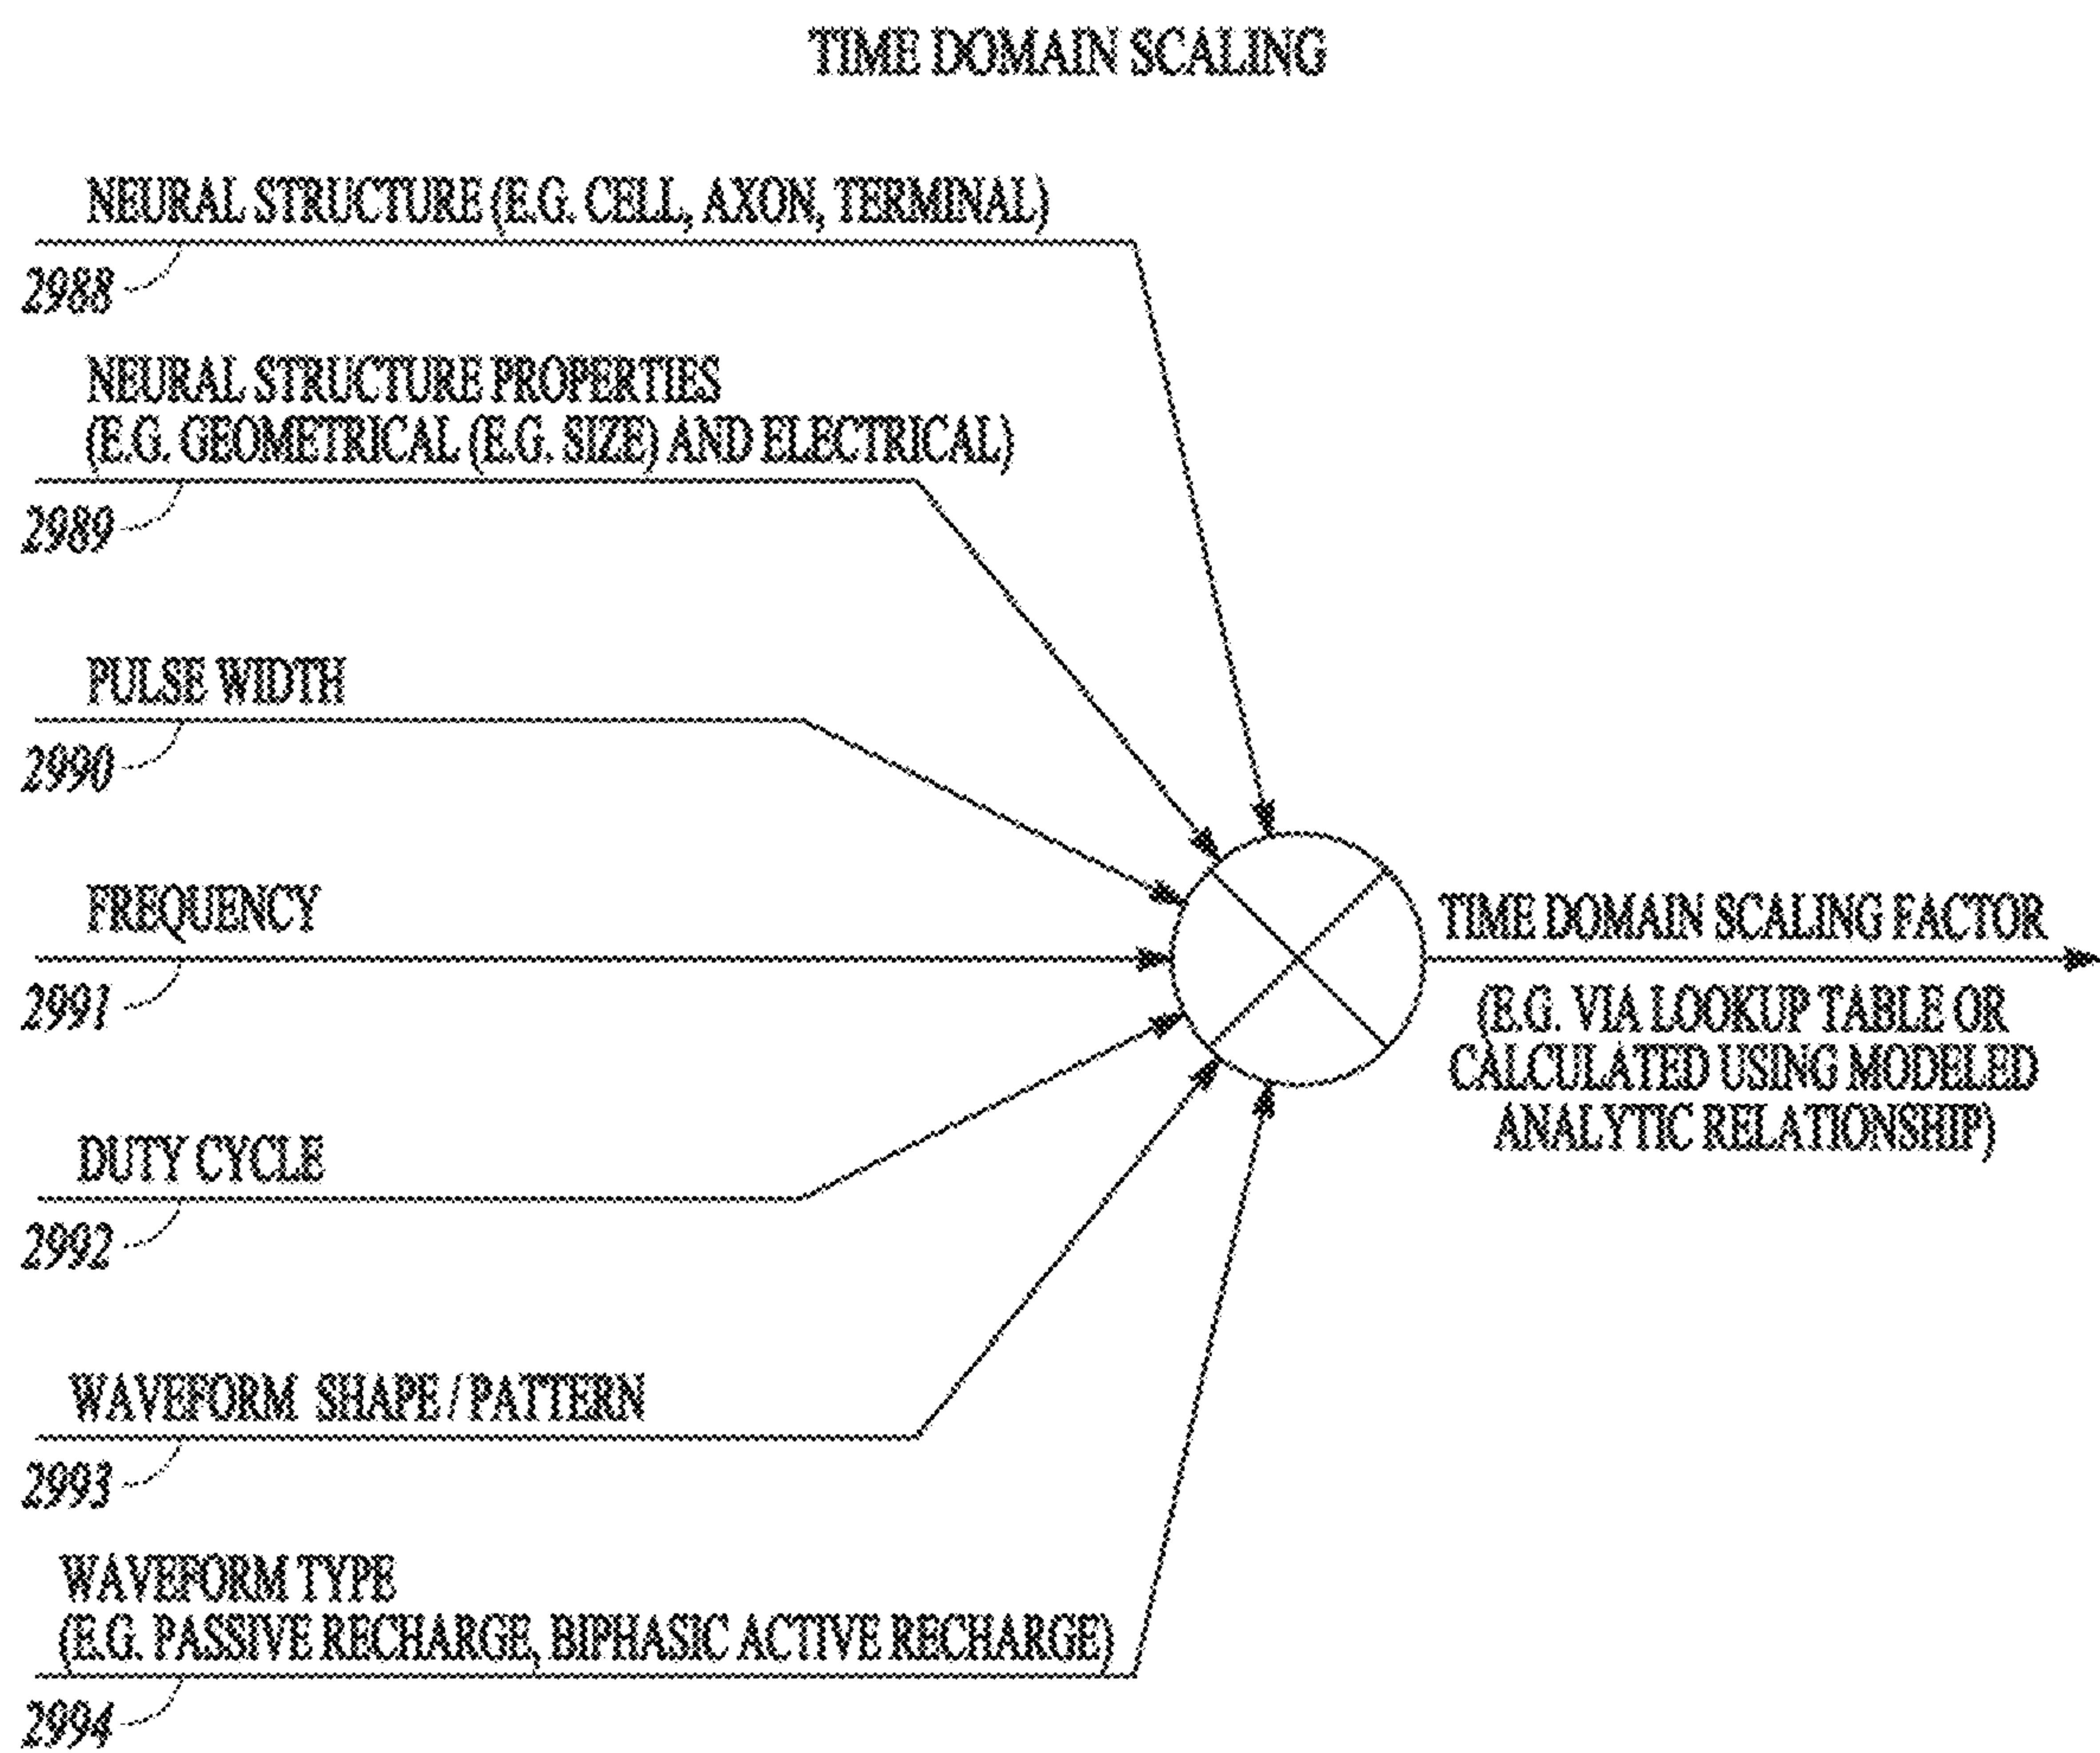 TIME DOMAIN SCALING
NEURAL STRUCTURE (E.G. CELL, AXON, TERMINAL)
2988
NEURAL STRUCTURE PROPERTIES
(E.G. GEOMETRICAL (E.G. SIZE) AND ELECTRICAL)
2989
PULSE WIDTH
2990
FREQUENCY
2991
TIME DOMAIN SCALING FACTOR
(E.G. VIA LOOKUP TABLE OR
CALCULATED USING MODELED
ANALYTIC RELATIONSHIP)
DUTY CYCLE
2992
WAVEFORM SHAPE / PATTERN
2993
WAVEFORM TYPE
(E.G. PASSIVE RECHARGE, BIPHASIC ACTIVE RECHARGE)
2994